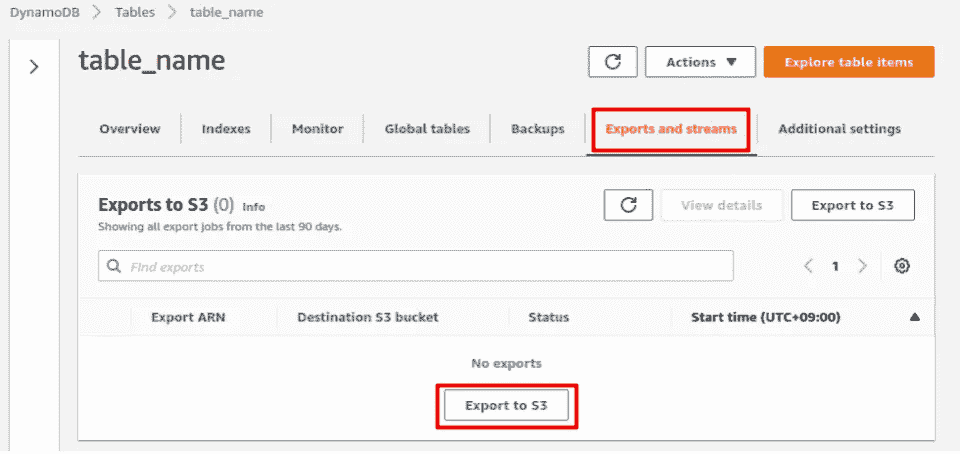 DynamoDB > Tables > table_name
table_name
Actions ▼
Explore table items
Overview
Indexes
Monitor
Global tables
Backups
Exports and streams
Additional settings
Exports to S3 (0) Info
View details
Export to S3
Showing all export jobs from the last 90 days.
Find exports
1
Export ARN
Destination S3 bucket
Status
Start time (UTC+09:00)
No exports
Export to S3